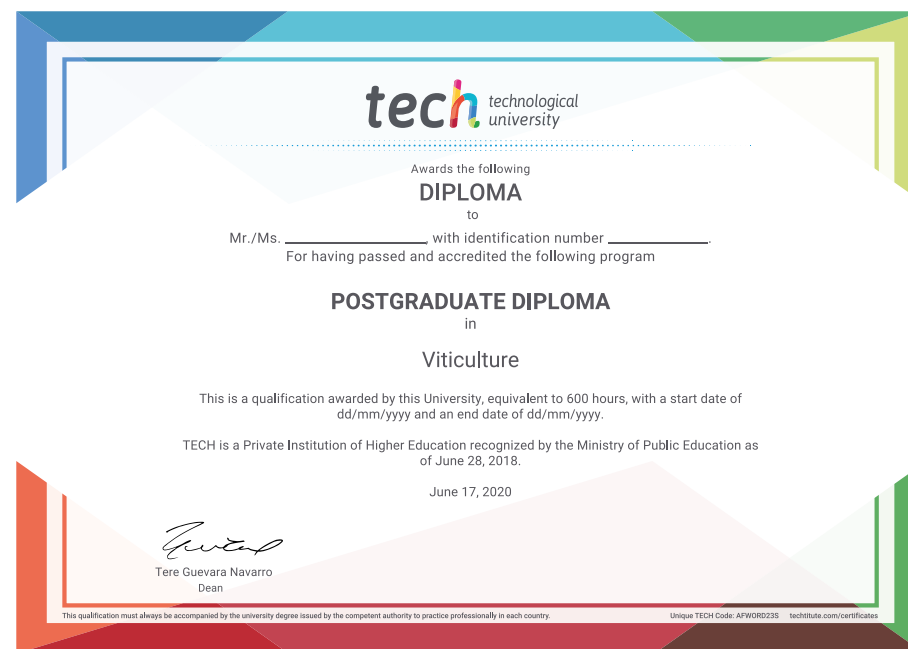 tech technological
university
Awards the following
DIPLOMA
to
Mr./Ms. ____________________, with identification number ______________.
For having passed and accredited the following program
POSTGRADUATE DIPLOMA
in
Viticulture
This is a qualification awarded by this University, equivalent to 600 hours, with a start date of
dd/mm/yyyy and an end date of dd/mm/yyyy.
TECH is a Private Institution of Higher Education recognized by the Ministry of Public Education as
of June 28, 2018.
June 17, 2020
Tere Guevara Navarro
Dean
This qualification must always be accompanied by the university degree issued by the competent authority to practice professionally in each country. Unique TECH Code: AFWORD23S techtitute.com/certificates